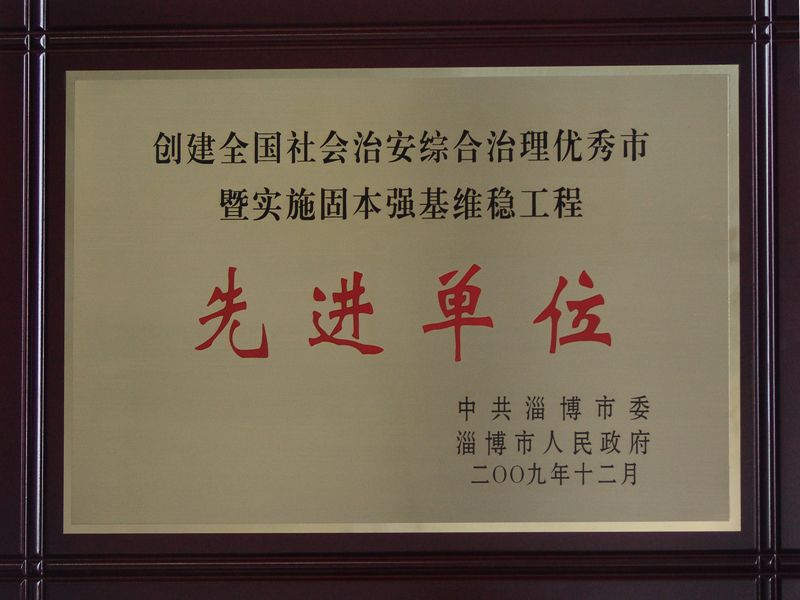 创建全国社会治安综合治理优秀市
暨实施固本强基维稳工程
先进单位
中共淄博市委
淄博市人民政府
二〇〇九年十二月